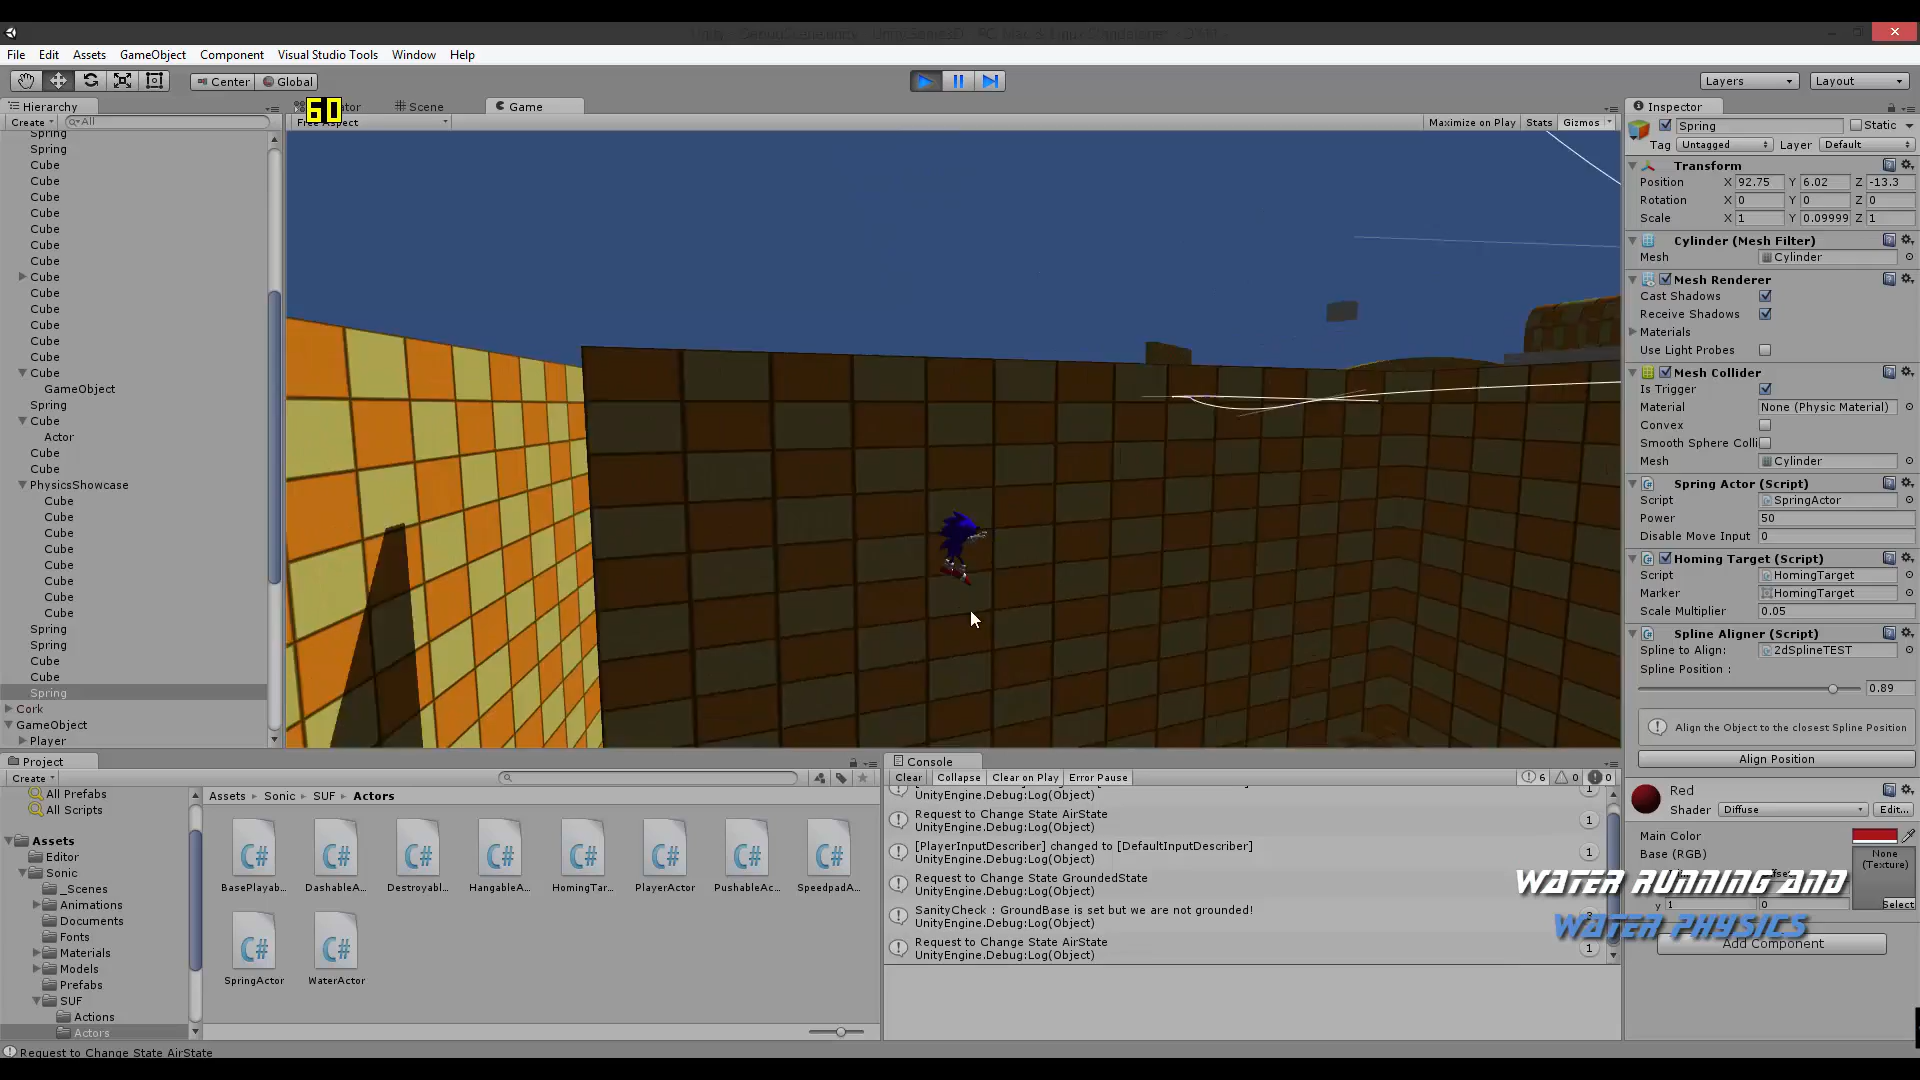 File Edit Assets GameObject Component Visual Studio Tools Window Help
Center Global
Layers Layout
Hierarchy
Create All
Spring
Spring
Cube
Cube
Cube
Cube
Cube
Cube
Cube
Cube
Cube
Cube
Cube
Cube
Cube
Cube
GameObject
Spring
Cube
Actor
Cube
Cube
PhysicsShowcase
Cube
Cube
Cube
Cube
Cube
Cube
Cube
Cube
Spring
Spring
Cube
Cube
Spring
Cork
GameObject
Player
60
Scene Game
Free Aspect
Maximize on Play Stats Gizmos
Inspector
Spring Static
Tag Untagged Layer Default
Transform
Position X 92.75 Y 6.02 Z -13.3
Rotation X 0 Y 0 Z 0
Scale X 1 Y 0.09999 Z 1
Cylinder (Mesh Filter)
Mesh Cylinder
Mesh Renderer
Cast Shadows
Receive Shadows
Materials
Use Light Probes
Mesh Collider
Is Trigger
Material None (Physic Material)
Convex
Smooth Sphere Colli
Mesh Cylinder
Spring Actor (Script)
Script SpringActor
Power 50
Disable Move Input 0
Homing Target (Script)
Script HomingTarget
Marker HomingTarget
Scale Multiplier 0.05
Spline Aligner (Script)
Spline to Align: 2dSplineTEST
Spline Position :
0.89
Align the Object to the closest Spline Position
Align Position
Red
Shader Diffuse Edit...
Main Color
Base (RGB)
None
(Texture)
y 1 0
Select
Add Component
WATER RUNNING AND
WATER PHYSICS
Project
Create
All Prefabs
All Scripts
Assets
Editor
Sonic
_Scenes
Animations
Documents
Fonts
Materials
Models
Prefabs
SUF
Actions
Actors
Assets Sonic SUF Actors
BasePlayab... DashableA... Destroyabl... HangableA... HomingTar... PlayerActor PushableAc... SpeedpadA...
SpringActor WaterActor
Console
Clear Collapse Clear on Play Error Pause 6 0 0
UnityEngine.Debug:Log(Object) 1
Request to Change State AirState
UnityEngine.Debug:Log(Object) 1
[PlayerInputDescriber] changed to [DefaultInputDescriber]
UnityEngine.Debug:Log(Object) 1
Request to Change State GroundedState
UnityEngine.Debug:Log(Object)
SanityCheck : GroundBase is set but we are not grounded!
UnityEngine.Debug:Log(Object)
Request to Change State AirState
UnityEngine.Debug:Log(Object) 1
Request to Change State AirState